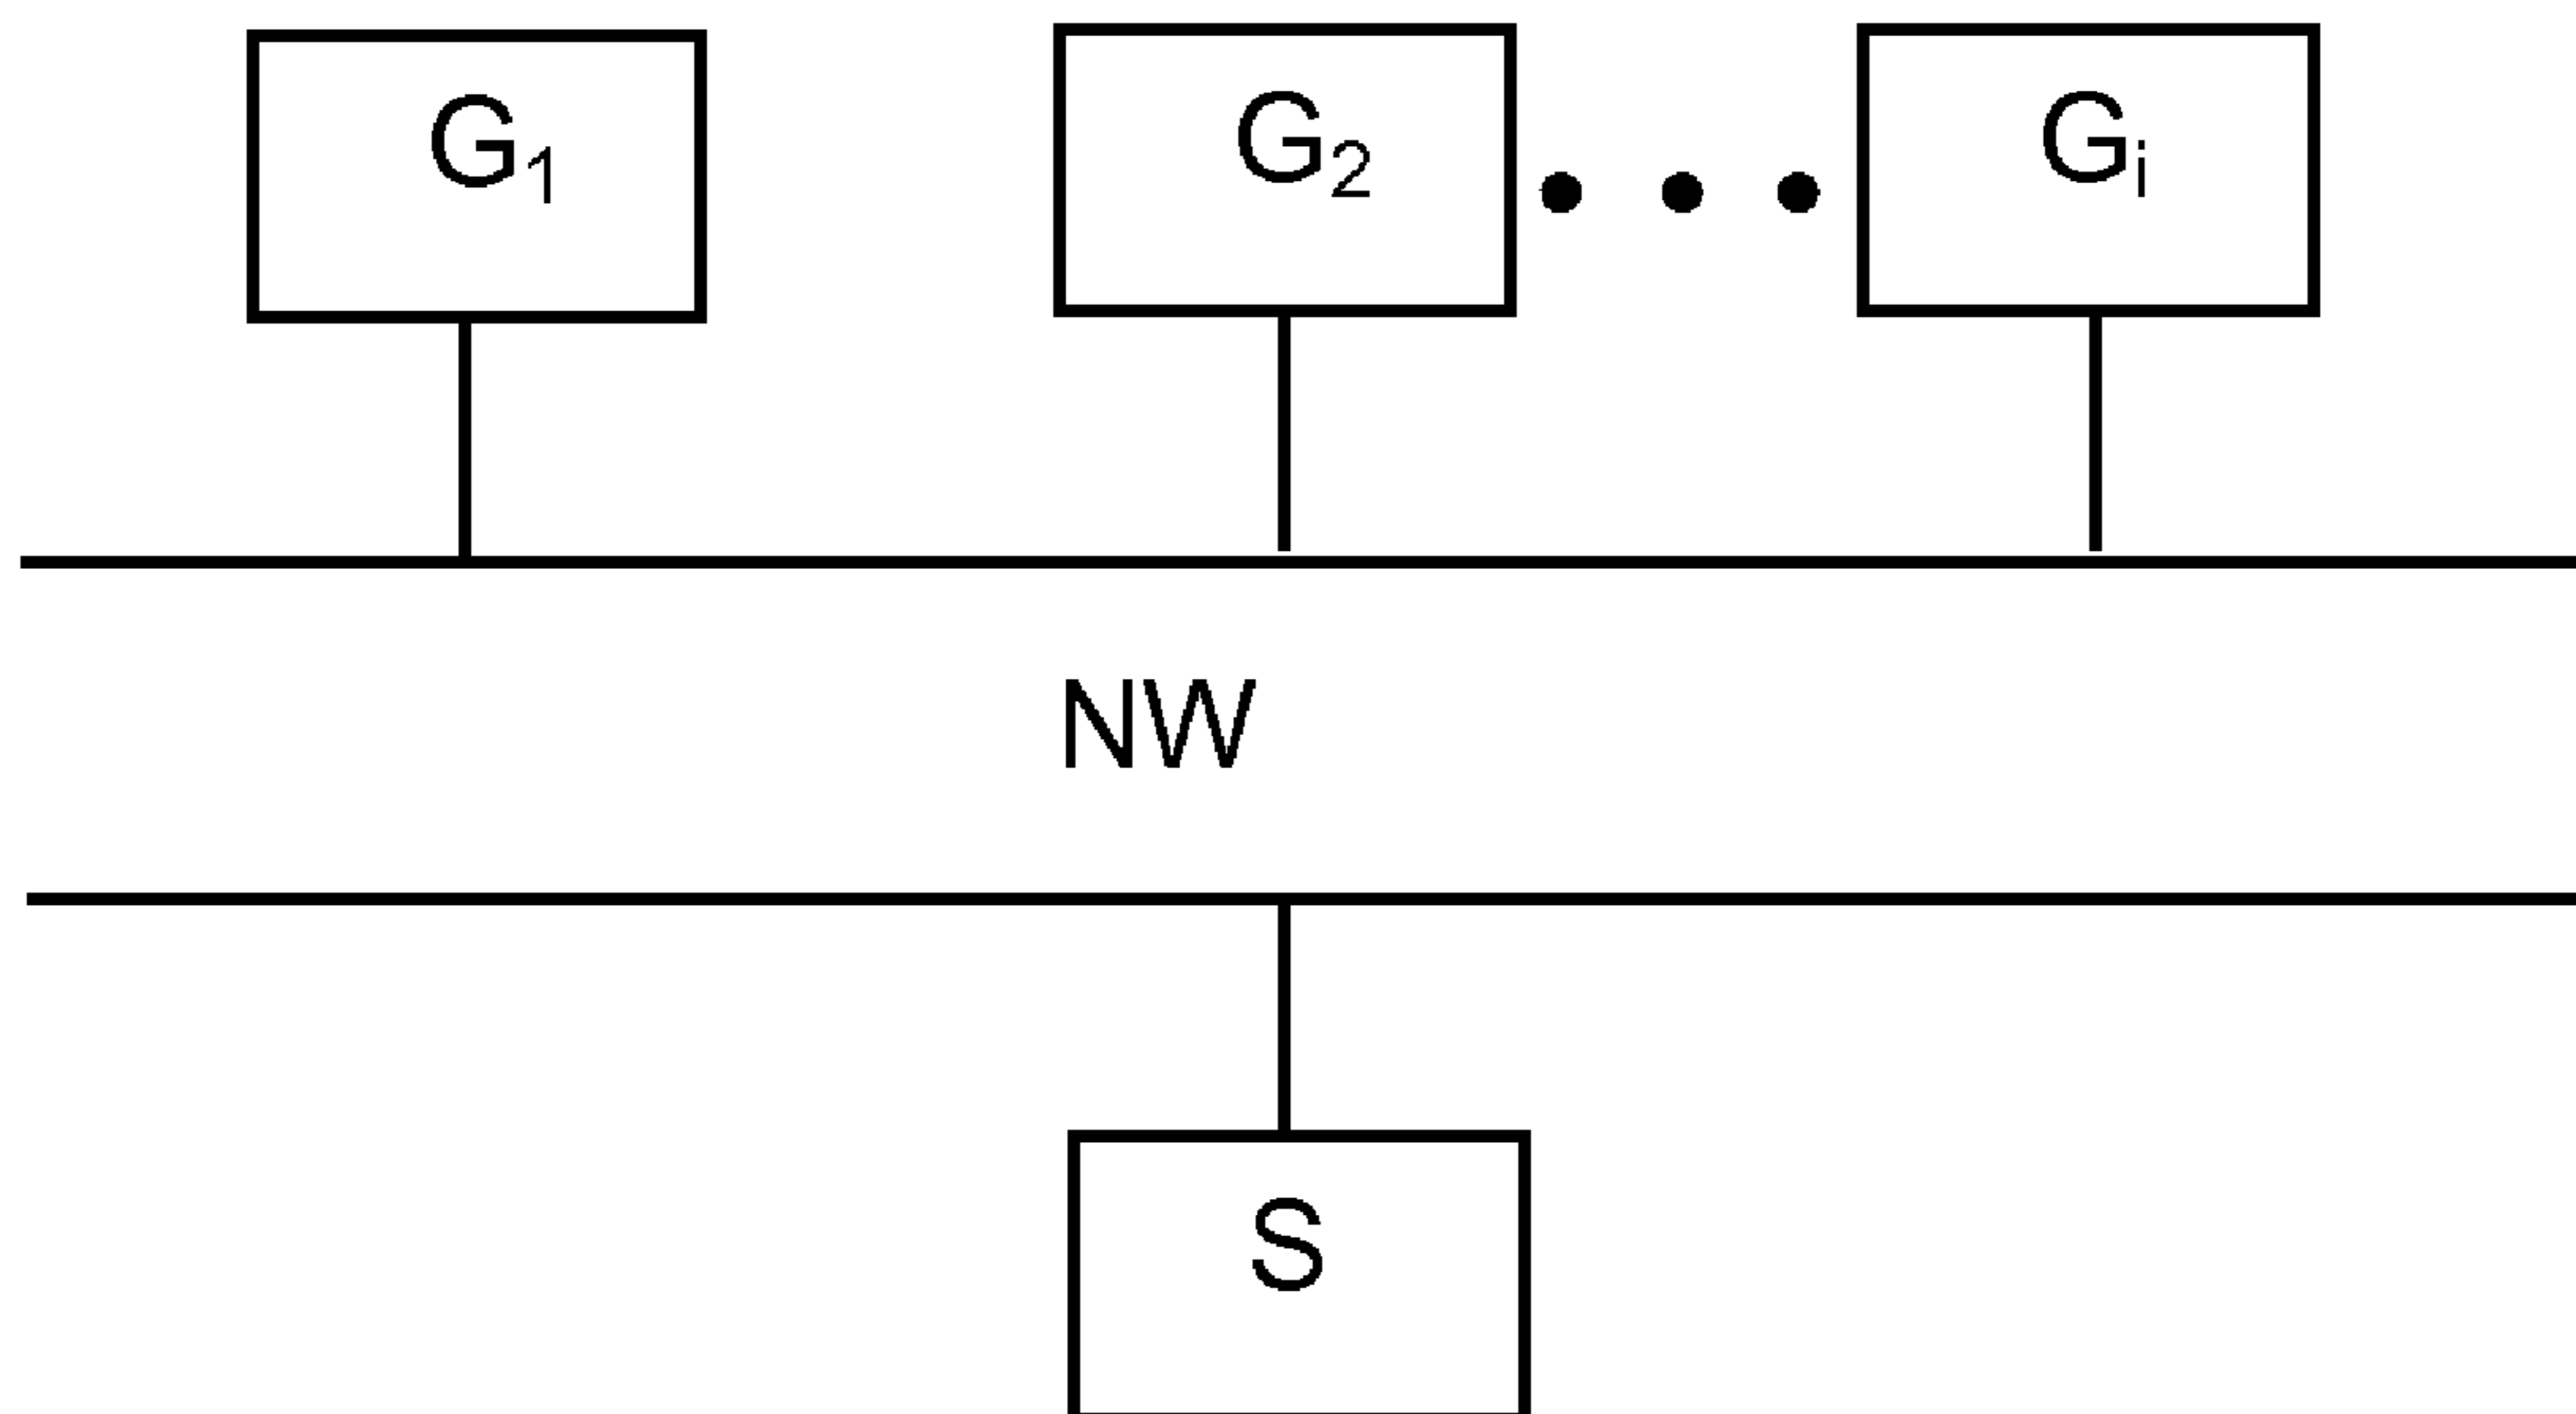 G₁ G₂ • • • Gᵢ
NW
S